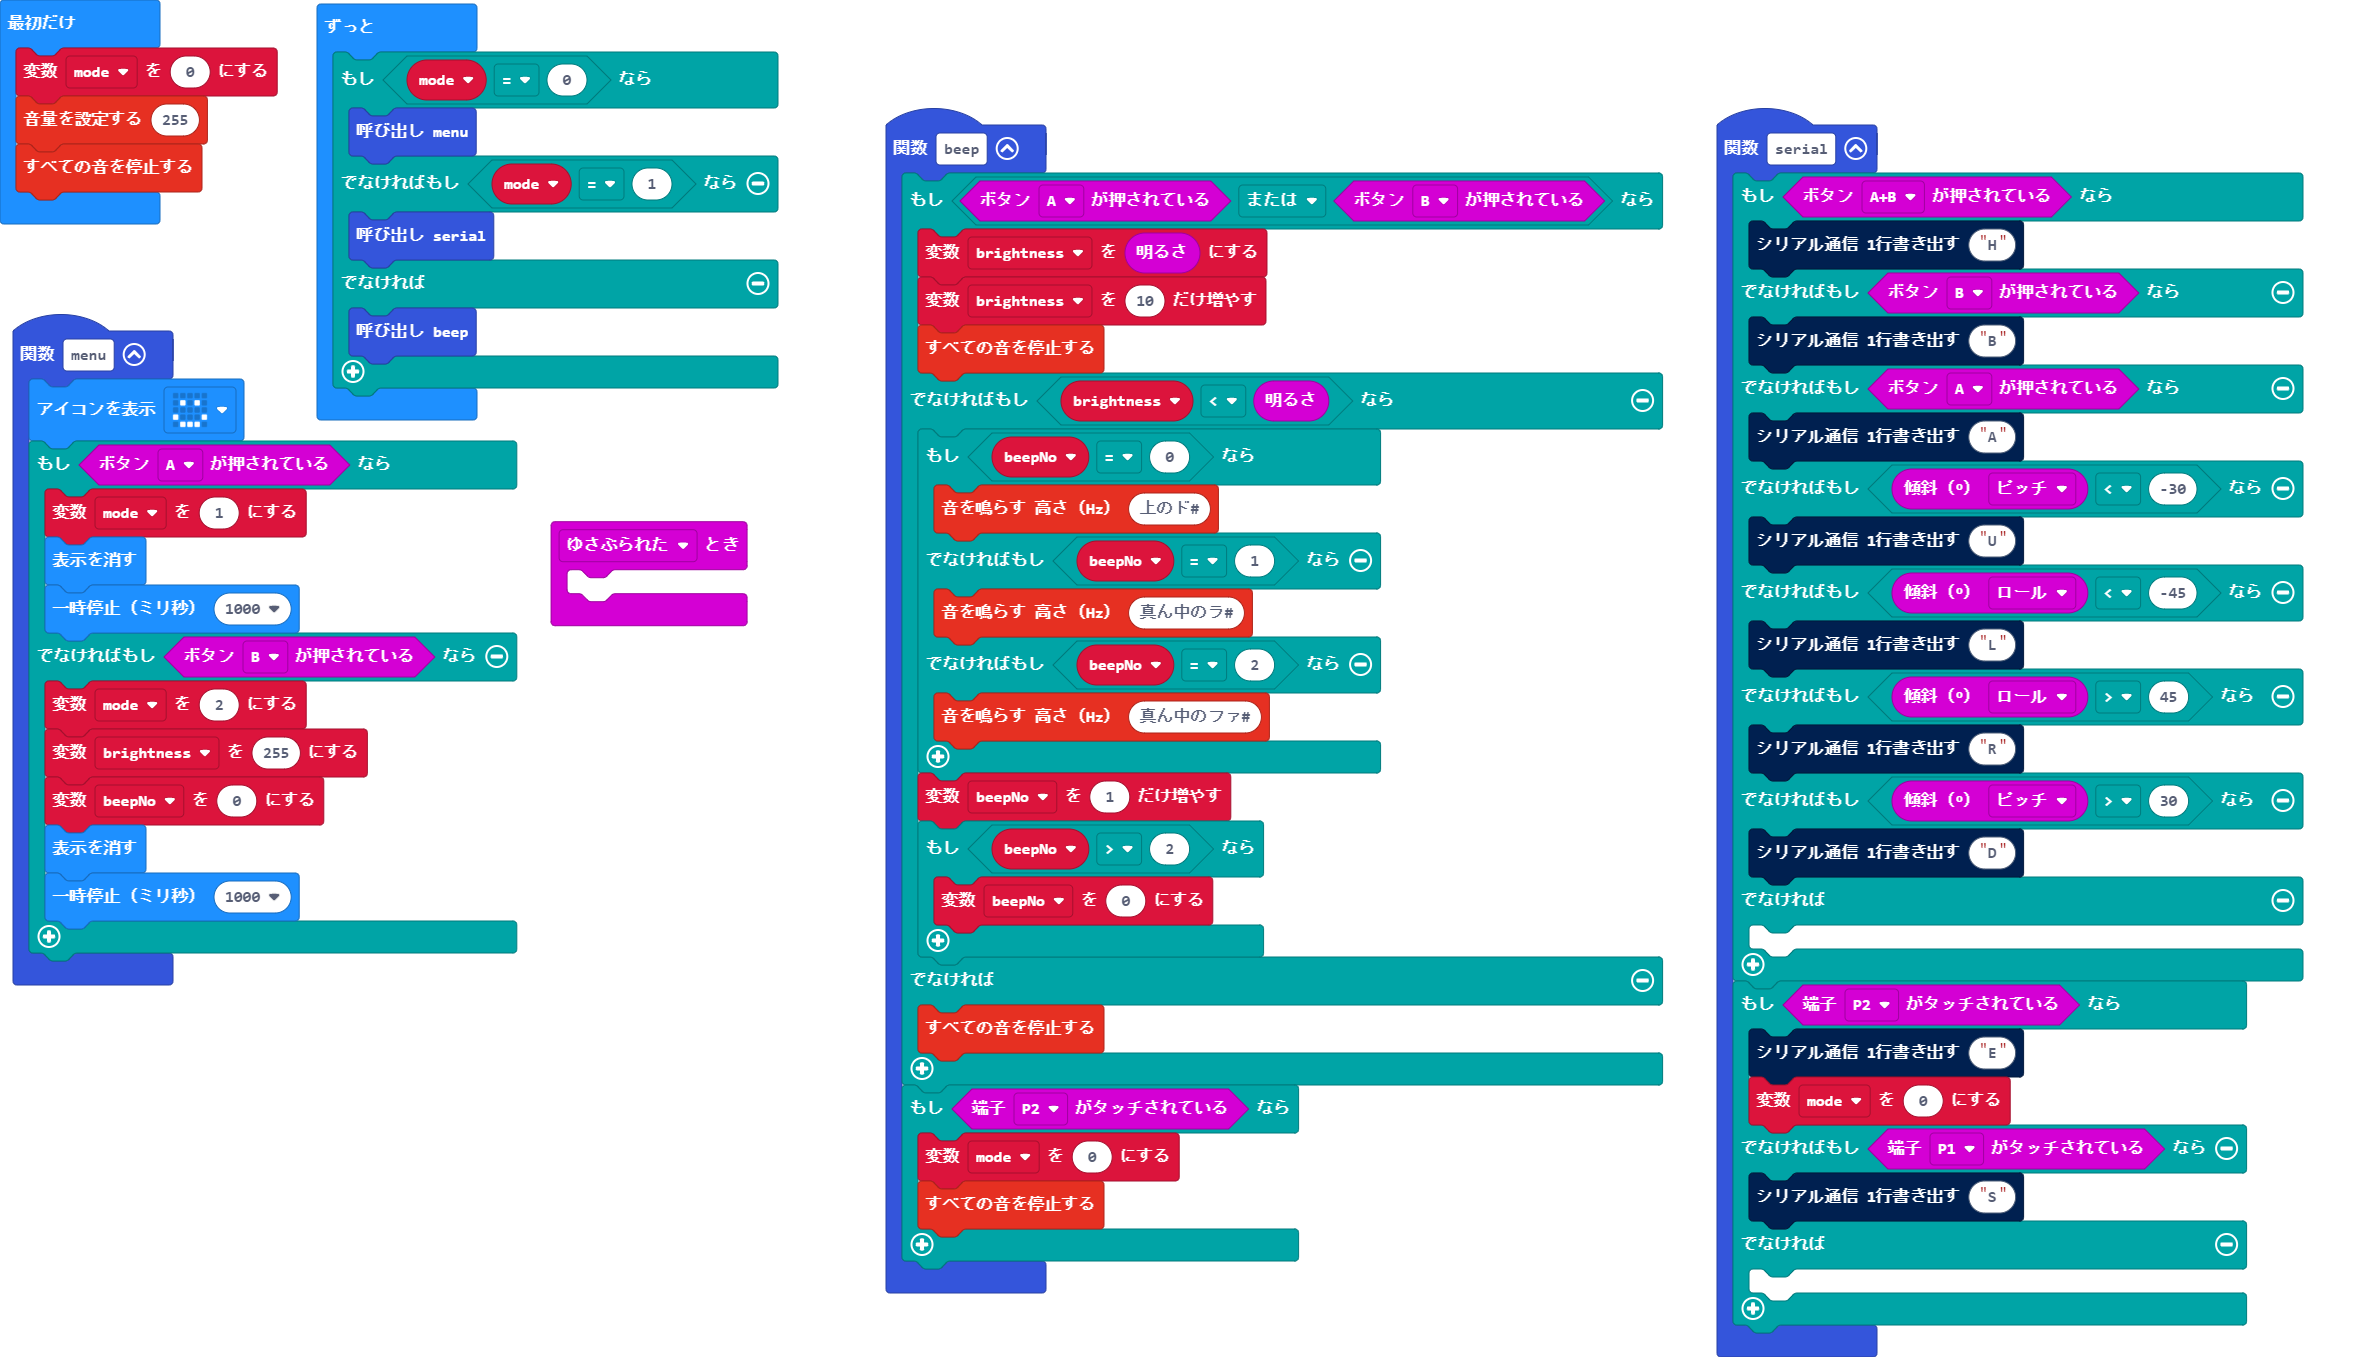 最初だけ
変数 mode を 0 にする
音量を設定する 255
すべての音を停止する
ずっと
もし mode = 0 なら
呼び出し menu
でなければもし mode = 1 なら
呼び出し serial
でなければ
呼び出し beep
関数 menu
アイコンを表示
もし ボタン A が押されている なら
変数 mode を 1 にする
表示を消す
一時停止（ミリ秒） 1000
でなければもし ボタン B が押されている なら
変数 mode を 2 にする
変数 brightness を 255 にする
変数 beepNo を 0 にする
表示を消す
一時停止（ミリ秒） 1000
ゆさぶられた とき
関数 beep
もし ボタン A が押されている または ボタン B が押されている なら
変数 brightness を 明るさ にする
変数 brightness を 10 だけ増やす
すべての音を停止する
でなければもし brightness < 明るさ なら
もし beepNo = 0 なら
音を鳴らす 高さ（Hz） 上のド#
でなければもし beepNo = 1 なら
音を鳴らす 高さ（Hz） 真ん中のラ#
でなければもし beepNo = 2 なら
音を鳴らす 高さ（Hz） 真ん中のファ#
変数 beepNo を 1 だけ増やす
もし beepNo > 2 なら
変数 beepNo を 0 にする
でなければ
すべての音を停止する
もし 端子 P2 がタッチされている なら
変数 mode を 0 にする
すべての音を停止する
関数 serial
もし ボタン A+B が押されている なら
シリアル通信 1行書き出す "H"
でなければもし ボタン B が押されている なら
シリアル通信 1行書き出す "B"
でなければもし ボタン A が押されている なら
シリアル通信 1行書き出す "A"
でなければもし 傾斜（°） ピッチ < -30 なら
シリアル通信 1行書き出す "U"
でなければもし 傾斜（°） ロール < -45 なら
シリアル通信 1行書き出す "L"
でなければもし 傾斜（°） ロール > 45 なら
シリアル通信 1行書き出す "R"
でなければもし 傾斜（°） ピッチ > 30 なら
シリアル通信 1行書き出す "D"
でなければ
もし 端子 P2 がタッチされている なら
シリアル通信 1行書き出す "E"
変数 mode を 0 にする
でなければもし 端子 P1 がタッチされている なら
シリアル通信 1行書き出す "S"
でなければ